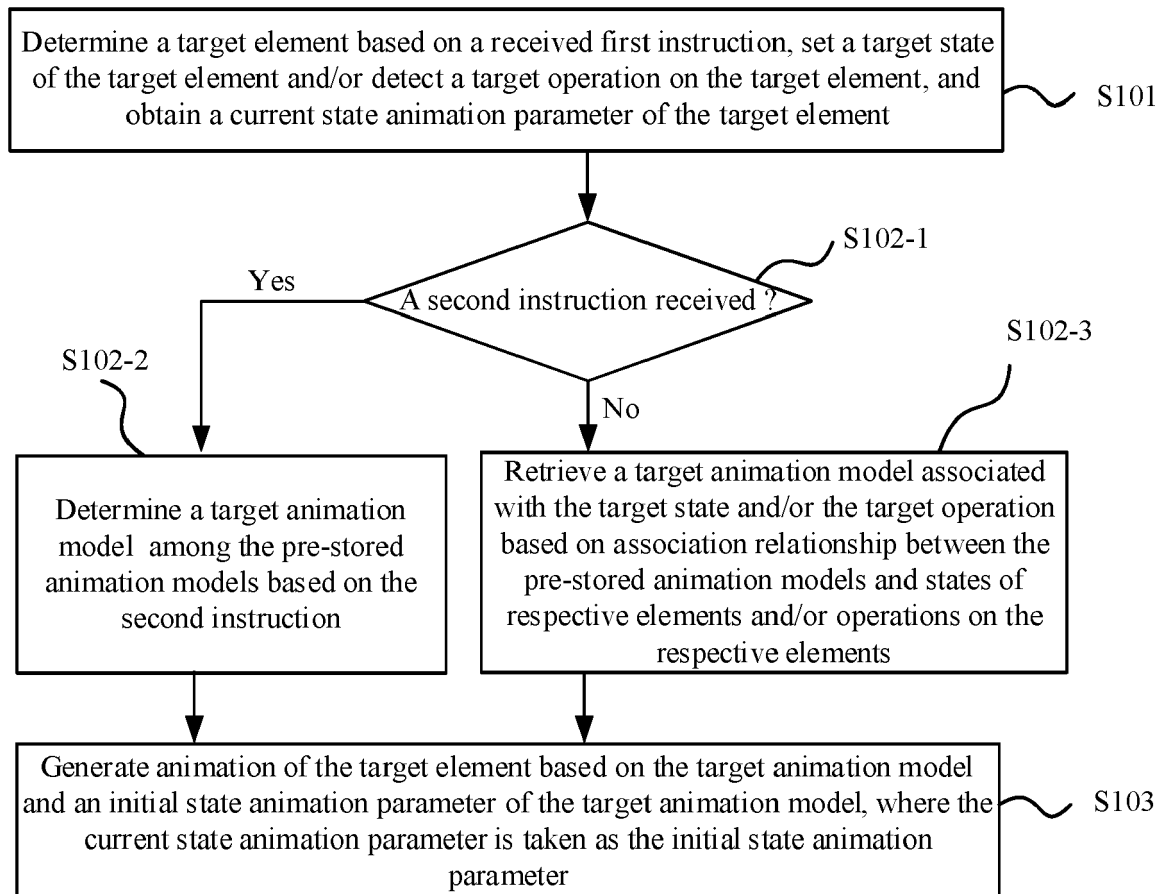 Determine a target element based on a received first instruction, set a target state
of the target element and/or detect a target operation on the target element, and
obtain a current state animation parameter of the target element
S101
S102-1
Yes
A second instruction received ?
S102-3
S102-2
No
Determine a target animation
model among the pre-stored
animation models based on the
second instruction
Retrieve a target animation model associated
with the target state and/or the target operation
based on association relationship between the
pre-stored animation models and states of
respective elements and/or operations on the
respective elements
Generate animation of the target element based on the target animation model
and an initial state animation parameter of the target animation model, where the
current state animation parameter is taken as the initial state animation
parameter
S103